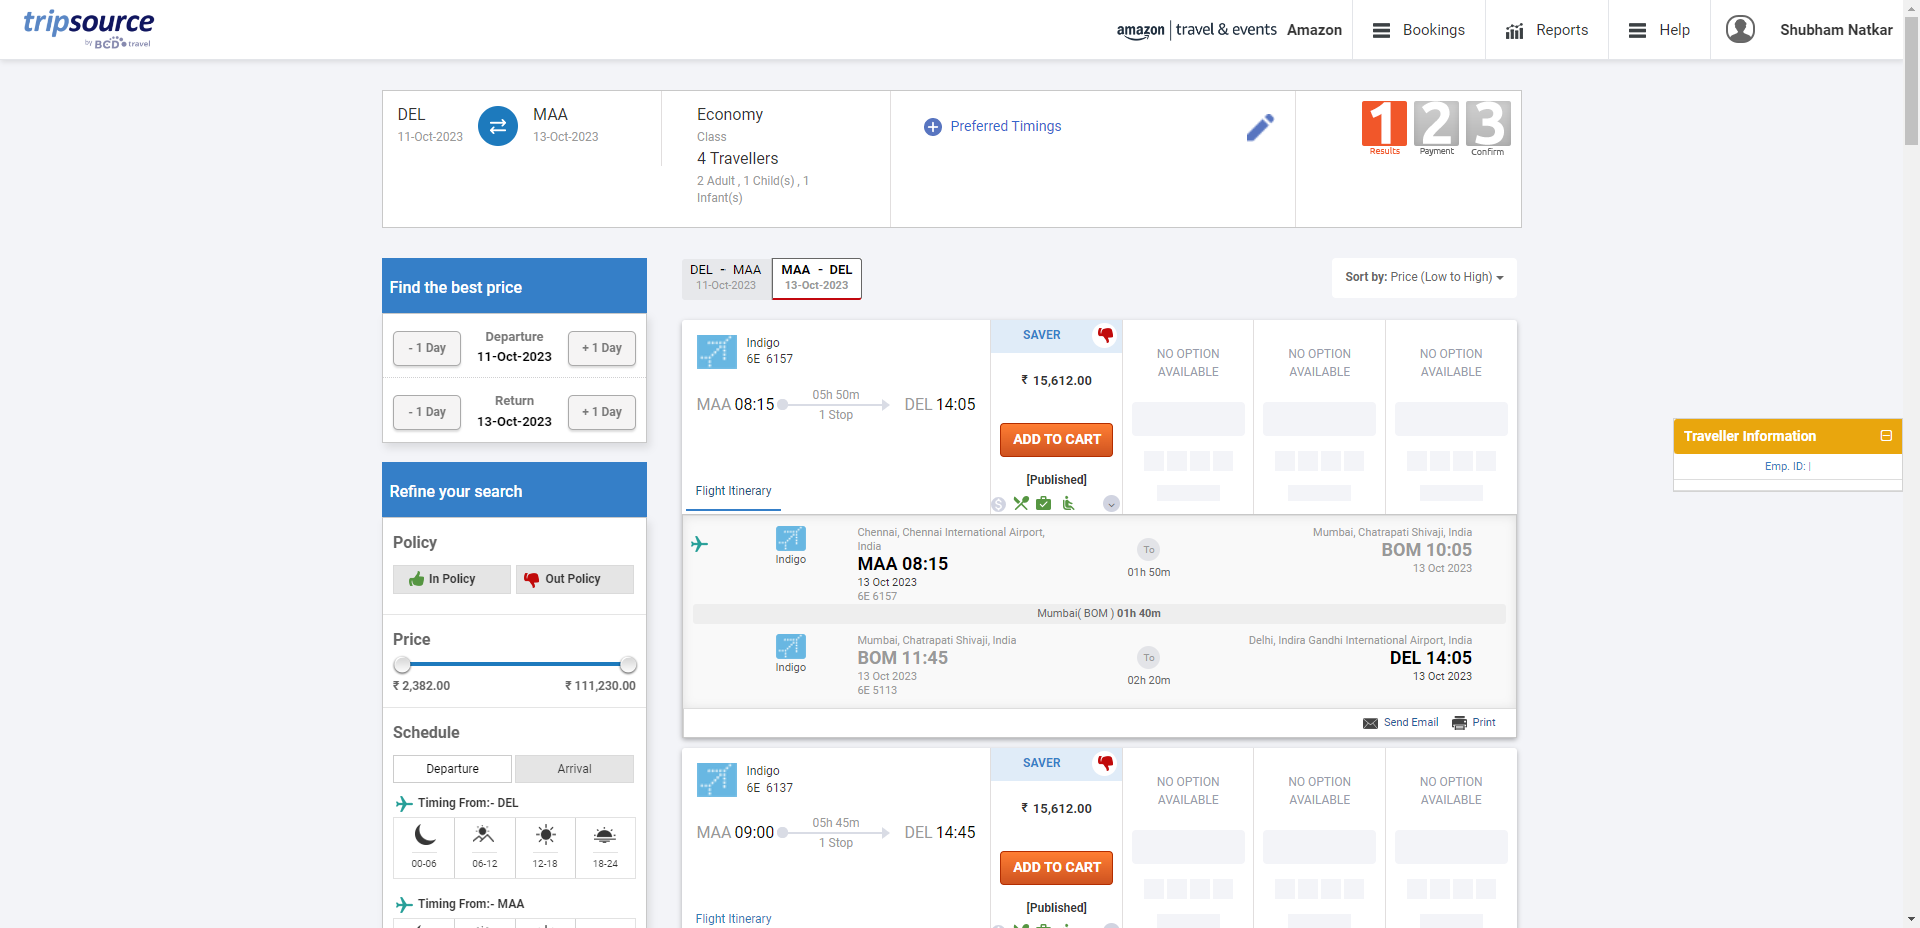 tripsource
by BCD travel
amazon | travel & events Amazon
Bookings
Reports
Help
Shubham Natkar
DEL
11-Oct-2023
MAA
13-Oct-2023
Economy
Class
4 Travellers
2 Adult , 1 Child(s) , 1
Infant(s)
Preferred Timings
1 2 3
Results Payment Confirm
Find the best price
- 1 Day
Departure
11-Oct-2023
+ 1 Day
- 1 Day
Return
13-Oct-2023
+ 1 Day
Refine your search
Policy
In Policy
Out Policy
Price
₹ 2,382.00
₹ 111,230.00
Schedule
Departure
Arrival
Timing From:- DEL
00-06
06-12
12-18
18-24
Timing From:- MAA
DEL - MAA
11-Oct-2023
MAA - DEL
13-Oct-2023
Sort by: Price (Low to High)
Indigo
6E 6157
MAA 08:15
05h 50m
1 Stop
DEL 14:05
Flight Itinerary
SAVER
₹ 15,612.00
ADD TO CART
[Published]
NO OPTION
AVAILABLE
NO OPTION
AVAILABLE
NO OPTION
AVAILABLE
Indigo
Chennai, Chennai International Airport,
India
MAA 08:15
13 Oct 2023
6E 6157
To
01h 50m
Mumbai, Chatrapati Shivaji, India
BOM 10:05
13 Oct 2023
Mumbai( BOM ) 01h 40m
Indigo
Mumbai, Chatrapati Shivaji, India
BOM 11:45
13 Oct 2023
6E 5113
To
02h 20m
Delhi, Indira Gandhi International Airport, India
DEL 14:05
13 Oct 2023
Send Email
Print
Indigo
6E 6137
MAA 09:00
05h 45m
1 Stop
DEL 14:45
Flight Itinerary
SAVER
₹ 15,612.00
ADD TO CART
[Published]
NO OPTION
AVAILABLE
NO OPTION
AVAILABLE
NO OPTION
AVAILABLE
Traveller Information
Emp. ID: |